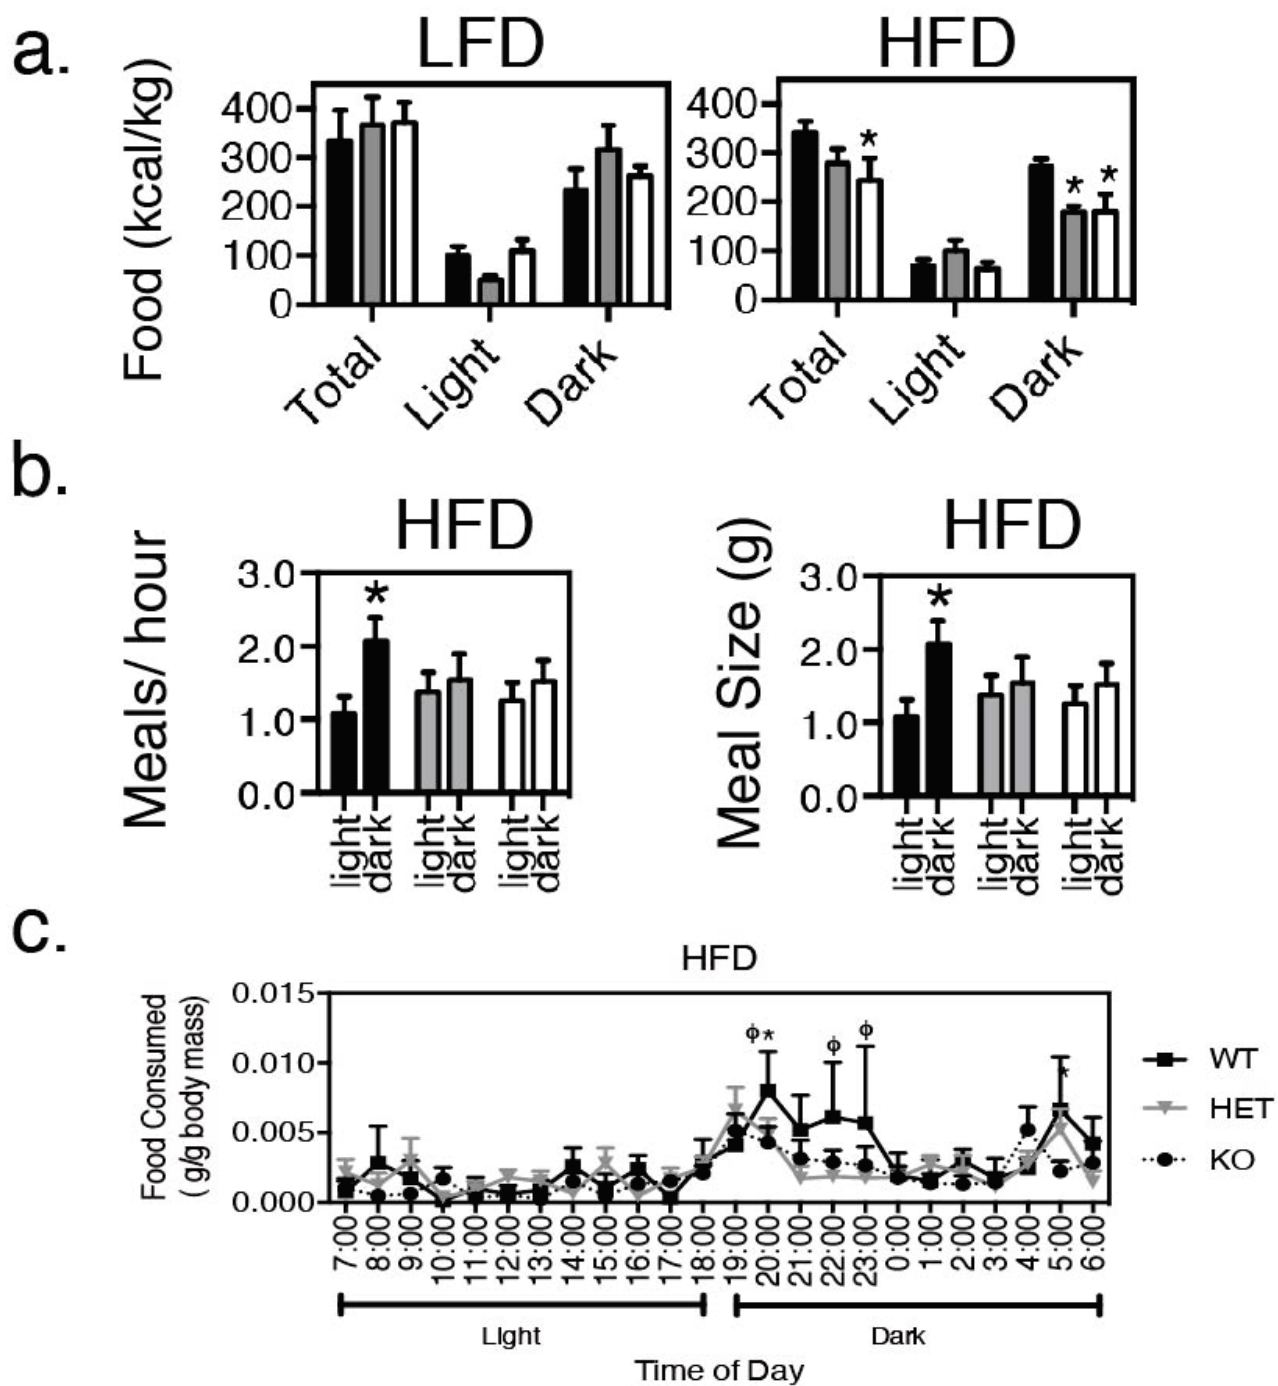 a.
LFD
HFD
Food (kcal/kg)
400
300
200
100
0
400
300
200
100
0
*
*
*
Total
Light
Dark
Total
Light
Dark
b.
HFD
HFD
Meals/ hour
3.0
2.0
1.0
0.0
*
light
dark
light
dark
light
dark
Meal Size (g)
3.0
2.0
1.0
0.0
*
light
dark
light
dark
light
dark
c.
HFD
Food Consumed
( g/g body mass)
0.015
0.010
0.005
0.000
ϕ*
ϕ
ϕ
*
WT
HET
KO
7:00
8:00
9:00
10:00
11:00
12:00
13:00
14:00
15:00
16:00
17:00
18:00
19:00
20:00
21:00
22:00
23:00
0:00
1:00
2:00
3:00
4:00
5:00
6:00
Light
Dark
Time of Day